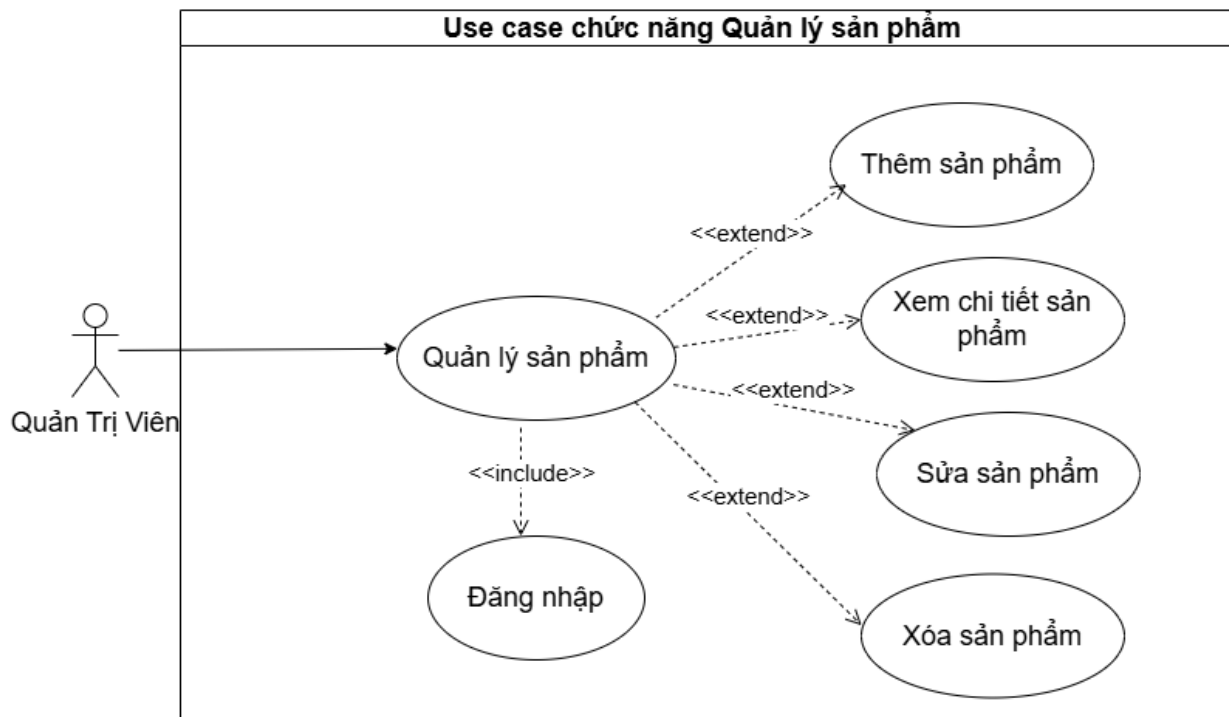 Use case chức năng Quản lý sản phẩm
Thêm sản phẩm
<<extend>>
Xem chi tiết sản
phẩm
<<extend>>
Quản lý sản phẩm
<<extend>>
Quản Trị Viên
<<include>>
Sửa sản phẩm
<<extend>>
Đăng nhập
Xóa sản phẩm